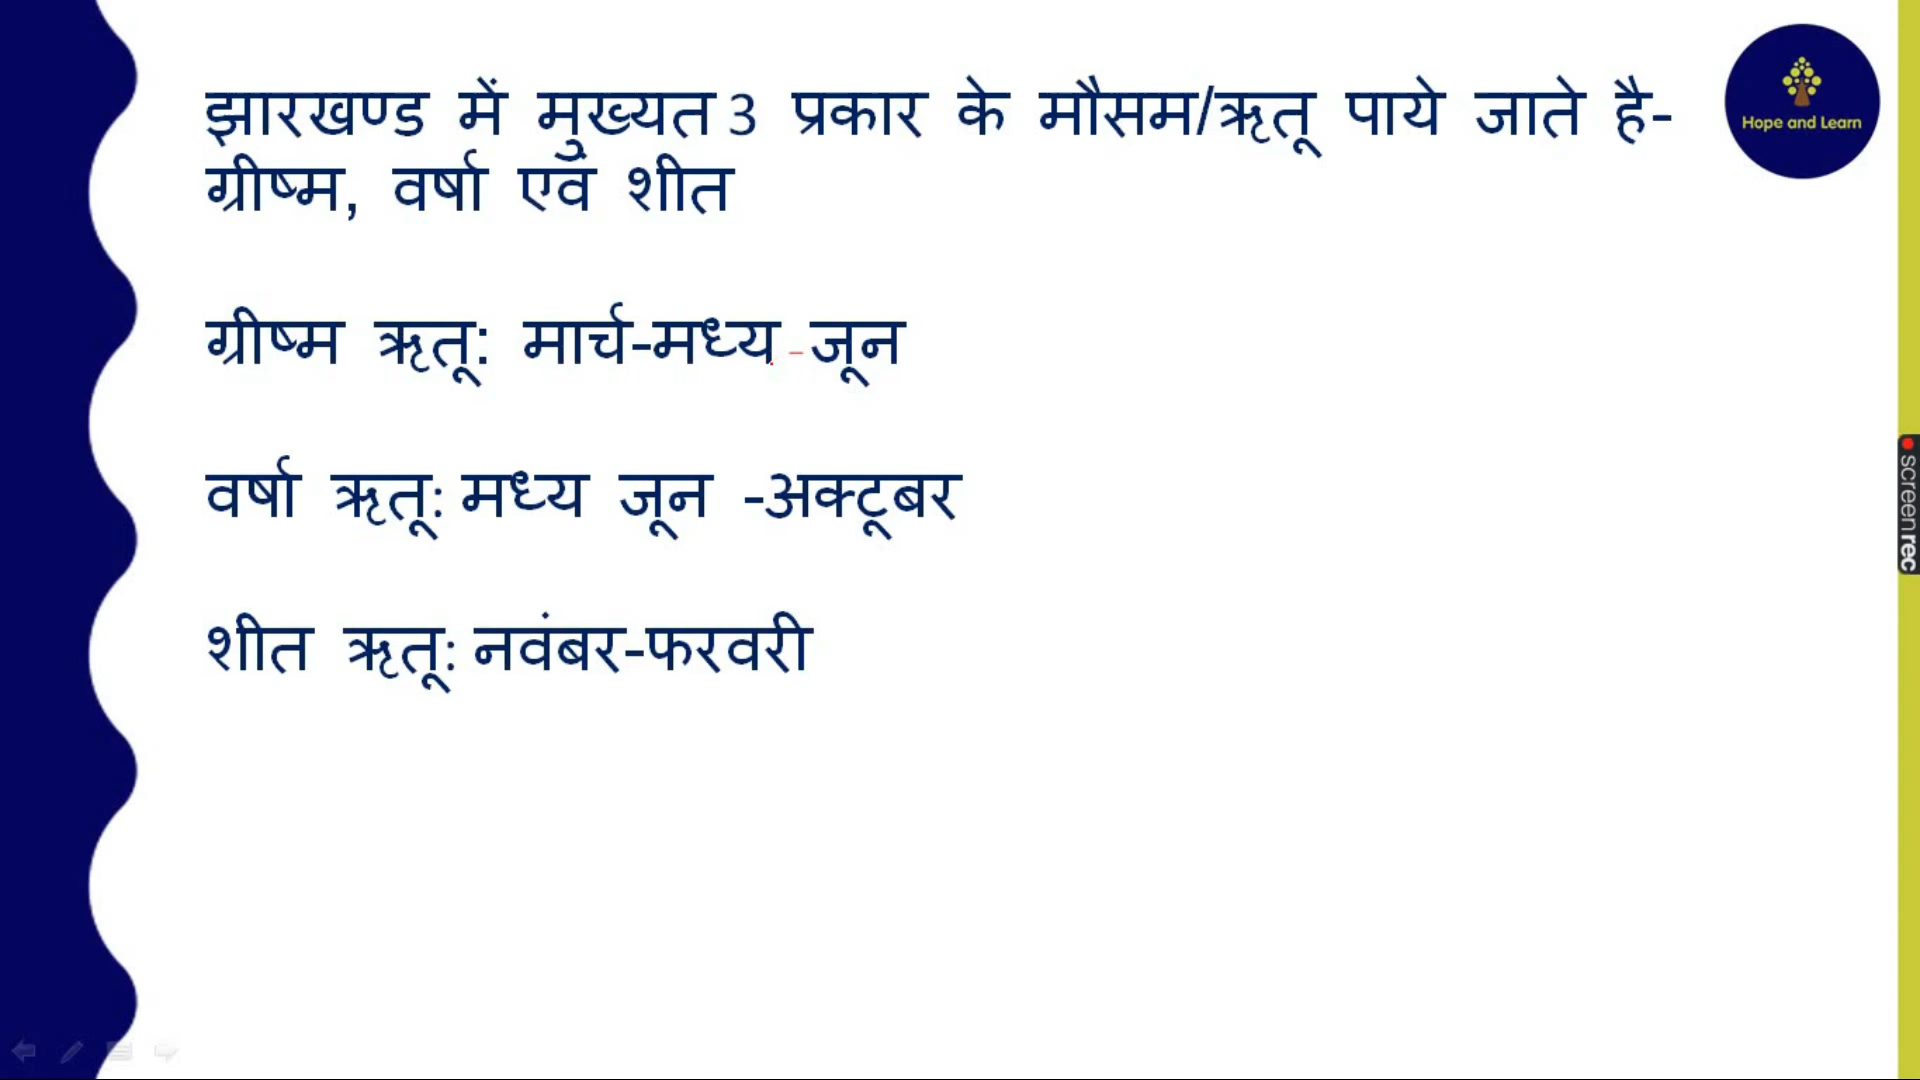 झारखण्ड में मुख्यत 3 प्रकार के मौसम/ऋतू पाये जाते है-
ग्रीष्म, वर्षा एवं शीत
ग्रीष्म ऋतू: मार्च-मध्य - जून
वर्षा ऋतू: मध्य जून -अक्टूबर
शीत ऋतू: नवंबर-फरवरी
Hope and Learn
screenrec